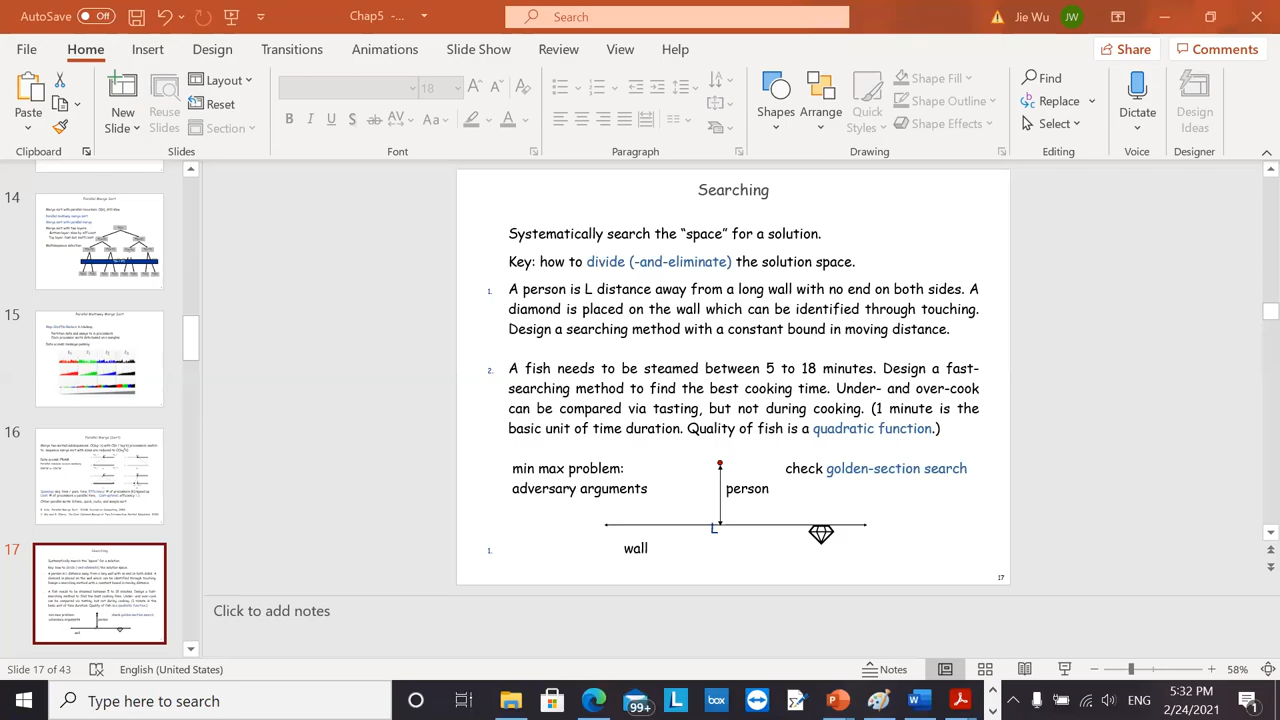 AutoSave Off Chap5 -... Search Jie Wu JW
File Home Insert Design Transitions Animations Slide Show Review View Help Share Comments
Paste New Slide Reuse Slides Layout Reset Section B AV Aa Shapes Arrange Quick Styles Shape Fill Shape Outline Shape Effects Find Replace Select Dictate Design Ideas
Clipboard Slides Font Paragraph Drawing Editing Voice Designer
14
Parallel Merge Sort
15
16
17
Searching
Systematically search the “space” for a solution.
Key: how to divide (-and-eliminate) the solution space.
1. A person is L distance away from a long wall with no end on both sides. A
diamond is placed on the wall which can be identified through touching.
Design a searching method with a constant bound in moving distance.
2. A fish needs to be steamed between 5 to 18 minutes. Design a fast-
searching method to find the best cooking time. Under- and over-cook
can be compared via tasting, but not during cooking. (1 minute is the
basic unit of time duration. Quality of fish is a quadratic function.)
min-max problem: check golden-section search
adversary arguments person
L
1. wall
17
Click to add notes
Slide 17 of 43 English (United States) Notes 58%
Type here to search 99+ L box W ENG 5:32 PM 2/24/2021 1